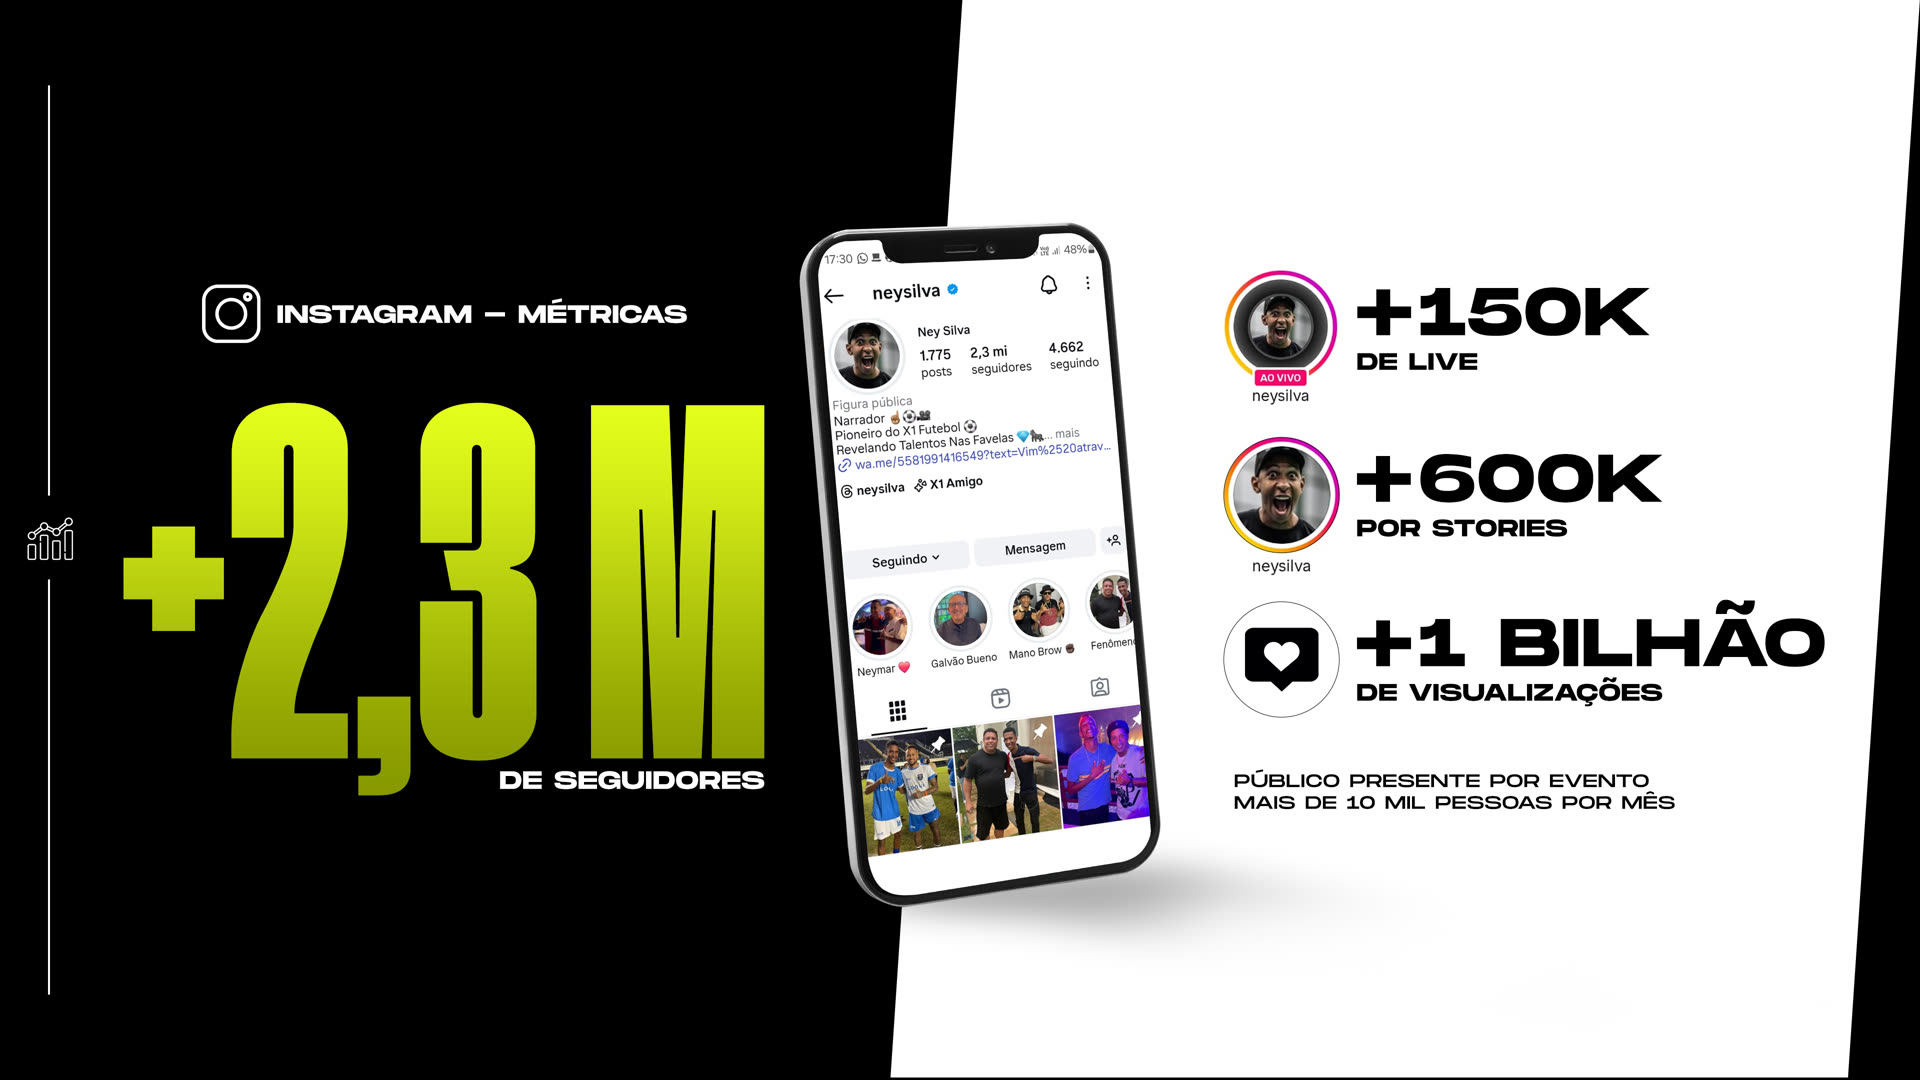 INSTAGRAM – MÉTRICAS
+2,3 M
DE SEGUIDORES
17:30
48%
neysilva
Ney Silva
1.775 2,3 mi 4.662
posts seguidores seguindo
Figura pública
Narrador ☝🏽⚽🎥
Pioneiro do X1 Futebol ⚽
Revelando Talentos Nas Favelas 💎🦍... mais
wa.me/5581991416549?text=Vim%2520atrav...
neysilva X1 Amigo
Seguindo Mensagem
Neymar ❤️ Galvão Bueno Mano Brow ✊🏿 Fenômeno
+150K
DE LIVE
AO VIVO
neysilva
+600K
POR STORIES
neysilva
+1 BILHÃO
DE VISUALIZAÇÕES
PÚBLICO PRESENTE POR EVENTO
MAIS DE 10 MIL PESSOAS POR MÊS